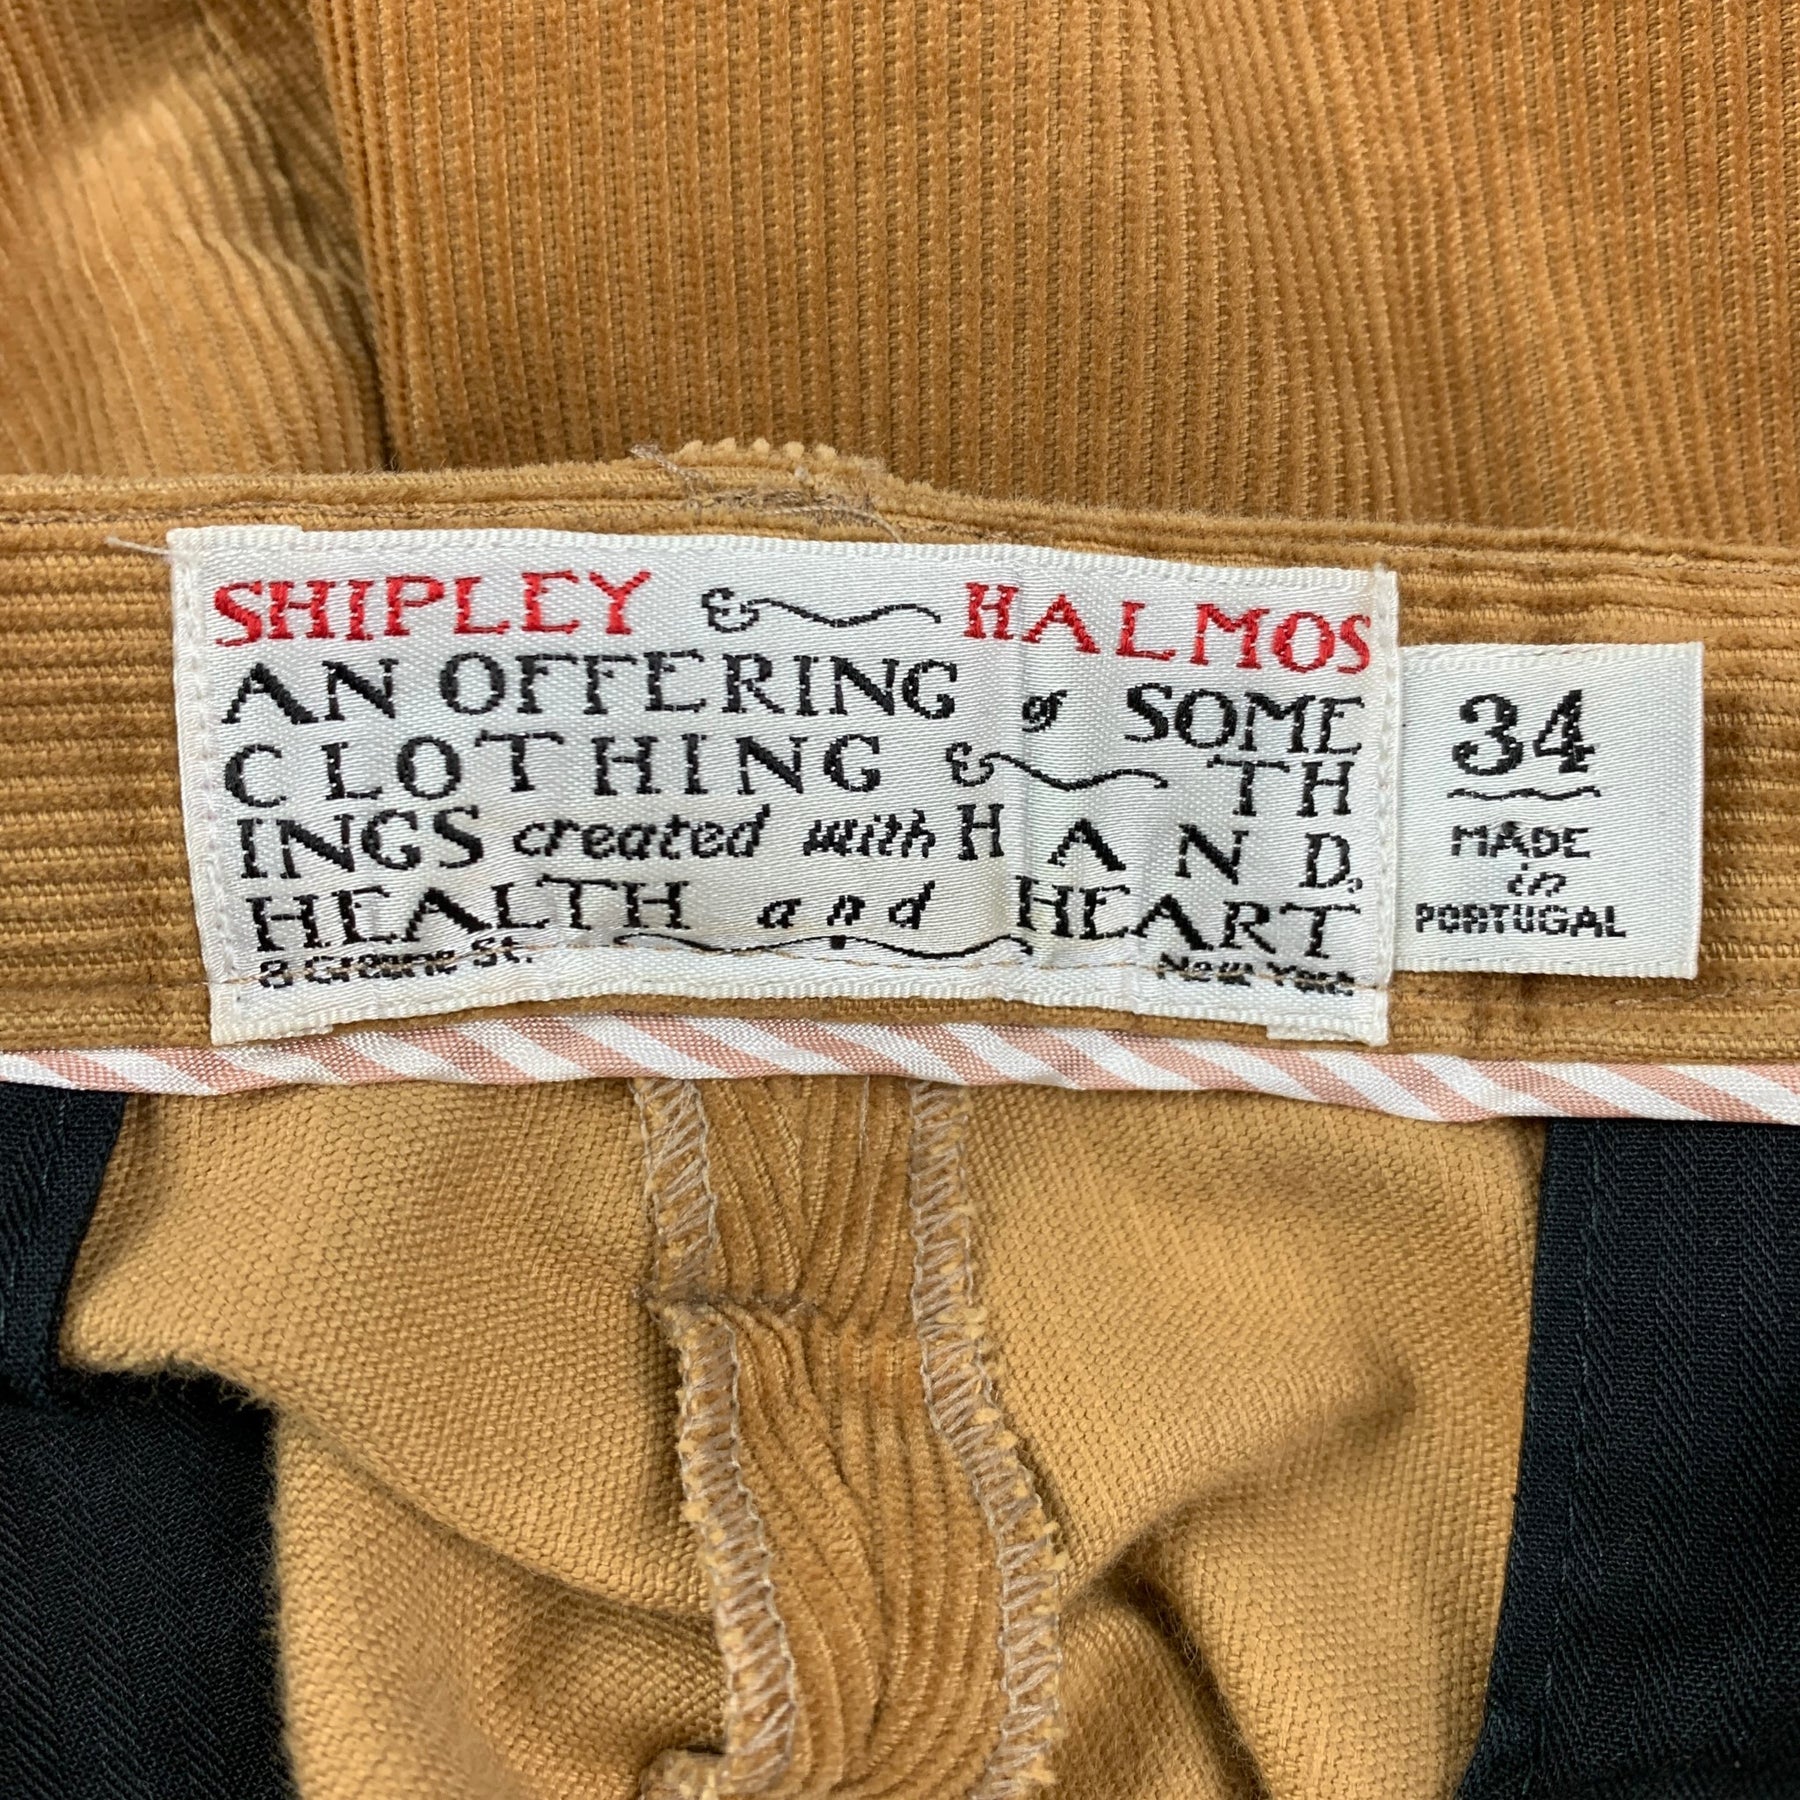 SHIPLEY & HALMOS
AN OFFERING of SOME
CLOTHING & TH
INGS created with HAND,
HEALTH and HEART
8 Greene St. New York
34
MADE
in
PORTUGAL